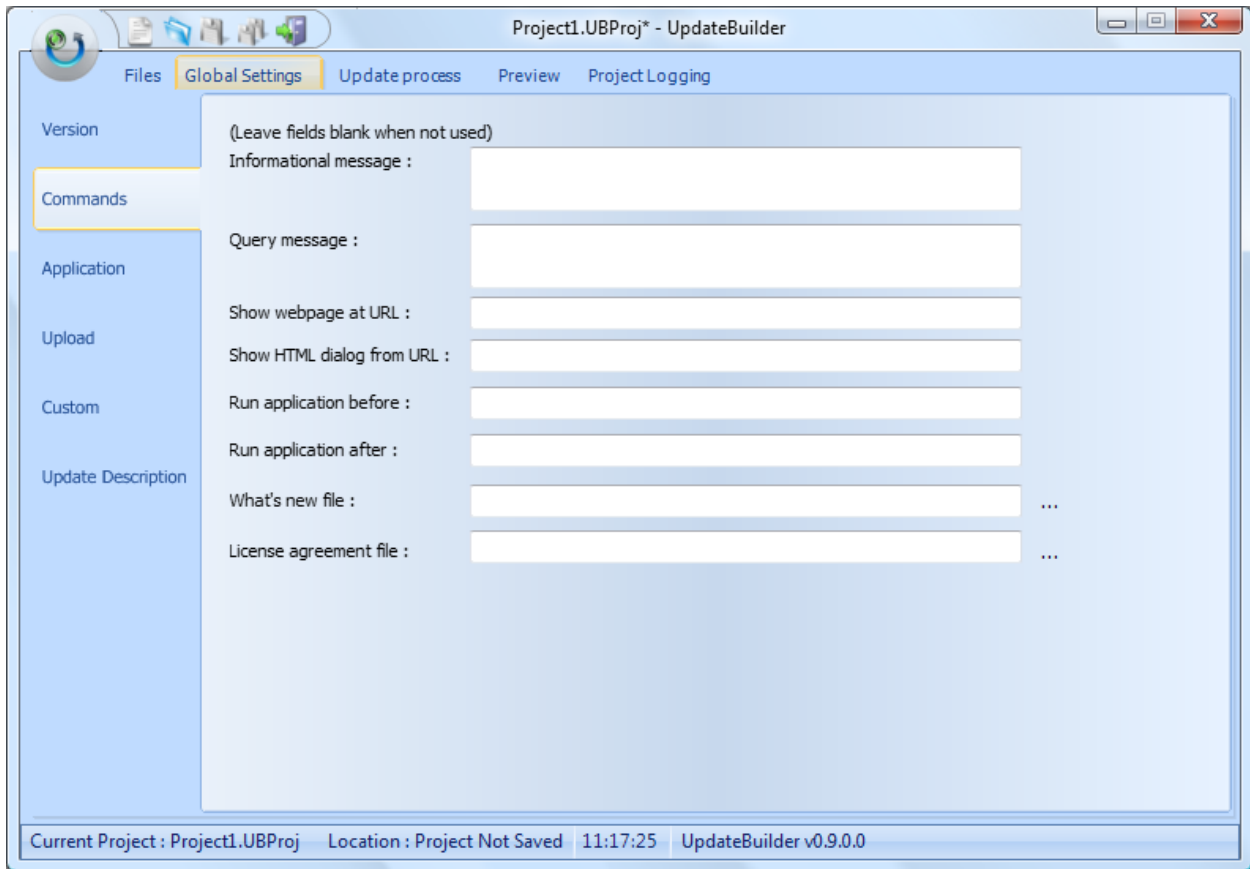 Project1.UBProj* - UpdateBuilder
Files Global Settings Update process Preview Project Logging
Version
Commands
Application
Upload
Custom
Update Description
(Leave fields blank when not used)
Informational message :
Query message :
Show webpage at URL :
Show HTML dialog from URL :
Run application before :
Run application after :
What's new file : ...
License agreement file : ...
Current Project : Project1.UBProj Location : Project Not Saved 11:17:25 UpdateBuilder v0.9.0.0